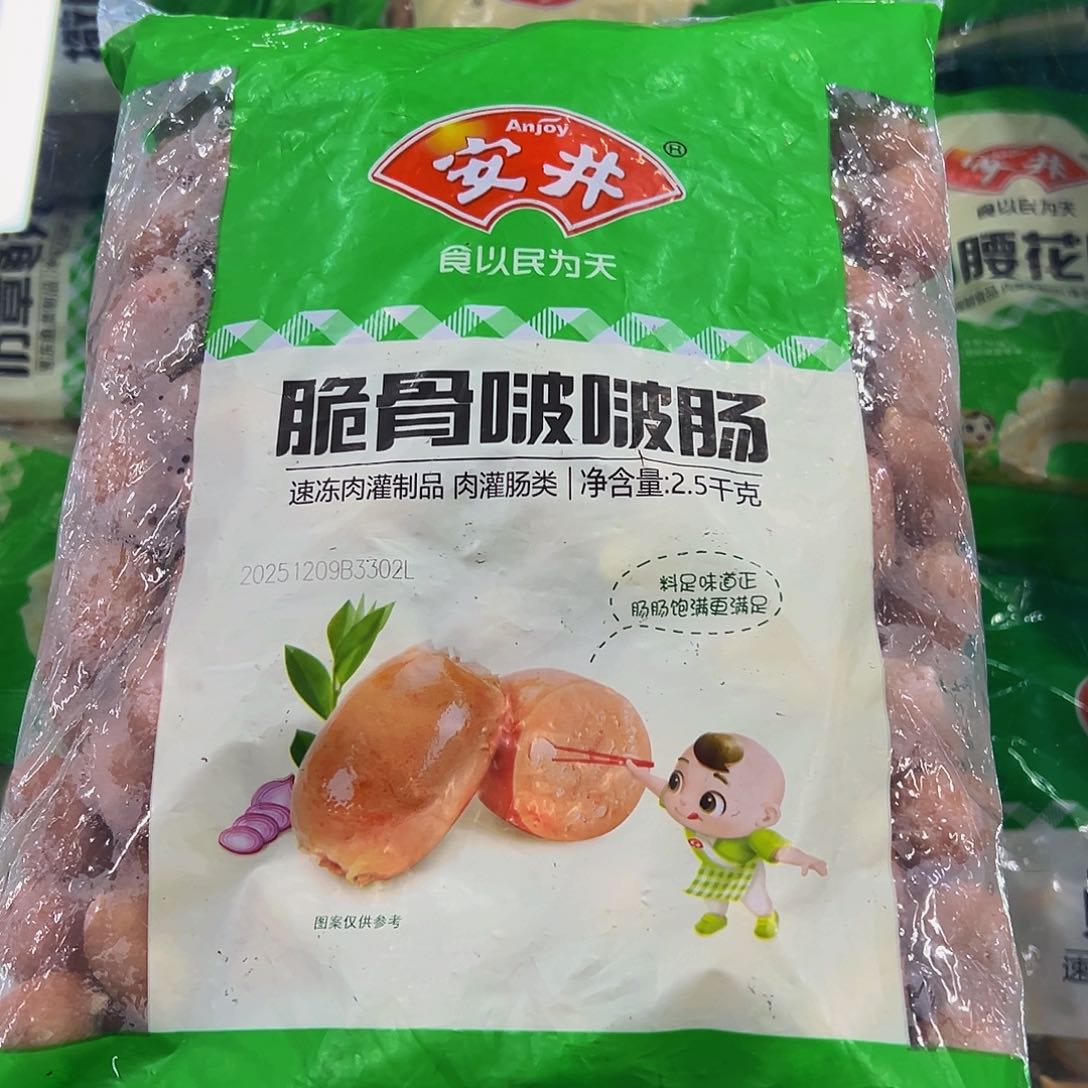 Anjoy
安井®
食以民为天
脆骨啵啵肠
速冻肉灌制品 肉灌肠类|净含量:2.5千克
20251209B3302L
料足味道正
肠肠饱满更满足
图案仅供参考
安井
食以民为天
腰花
速